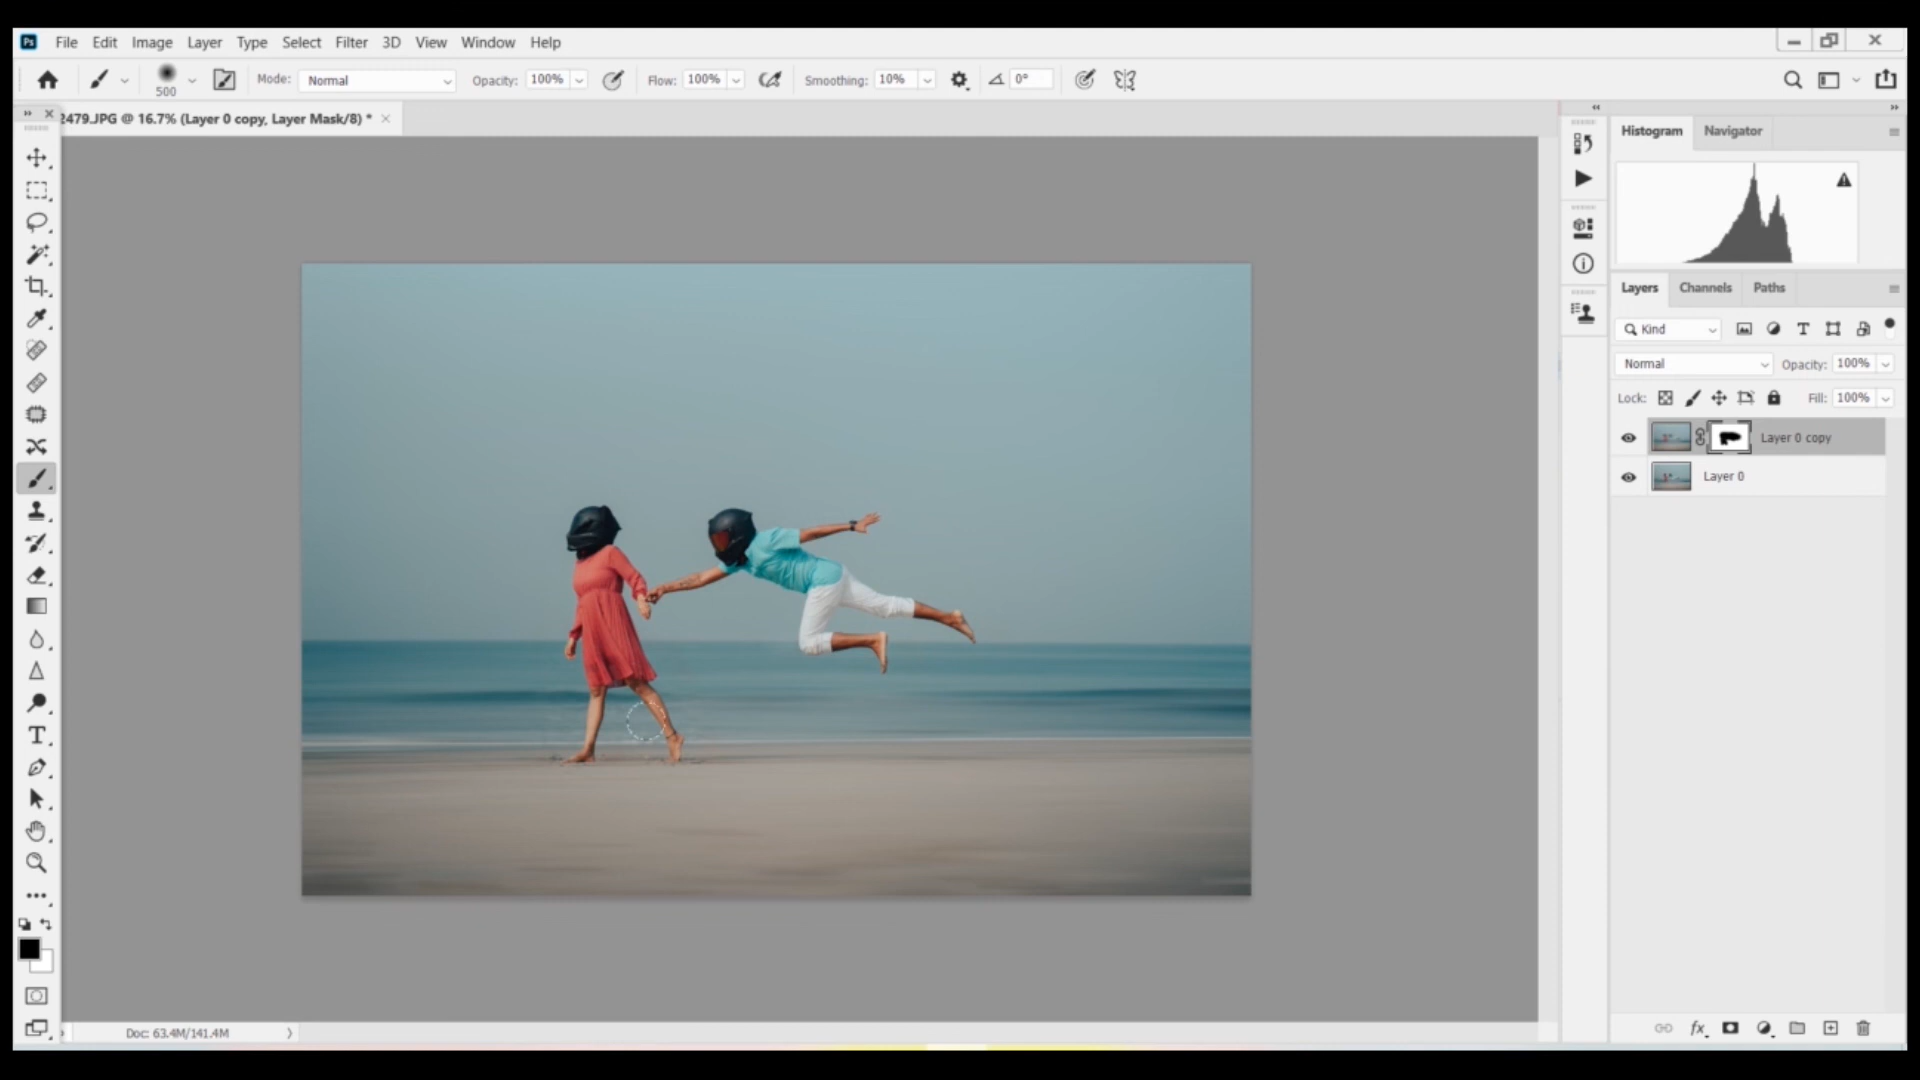 Ps File Edit Image Layer Type Select Filter 3D View Window Help
500 Mode: Normal Opacity: 100% Flow: 100% Smoothing: 10% 0°
2479.JPG @ 16.7% (Layer 0 copy, Layer Mask/8) *
Histogram Navigator
Layers Channels Paths
Kind
Normal Opacity: 100%
Lock: Fill: 100%
Layer 0 copy
Layer 0
Doc: 63.4M/141.4M
fx